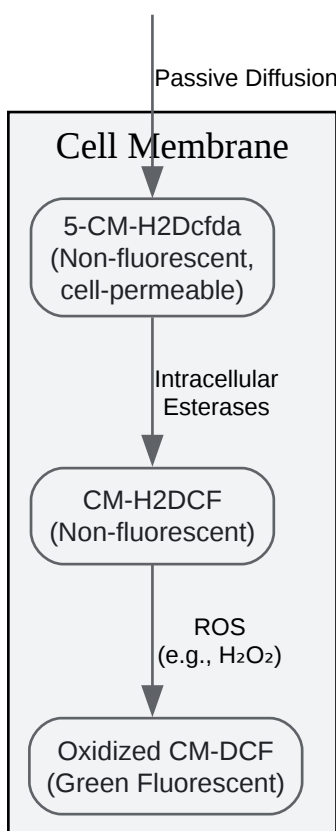 Passive Diffusion
Cell Membrane
5-CM-H2Dcfda
(Non-fluorescent,
cell-permeable)
Intracellular
Esterases
CM-H2DCF
(Non-fluorescent)
ROS
(e.g., H₂O₂)
Oxidized CM-DCF
(Green Fluorescent)